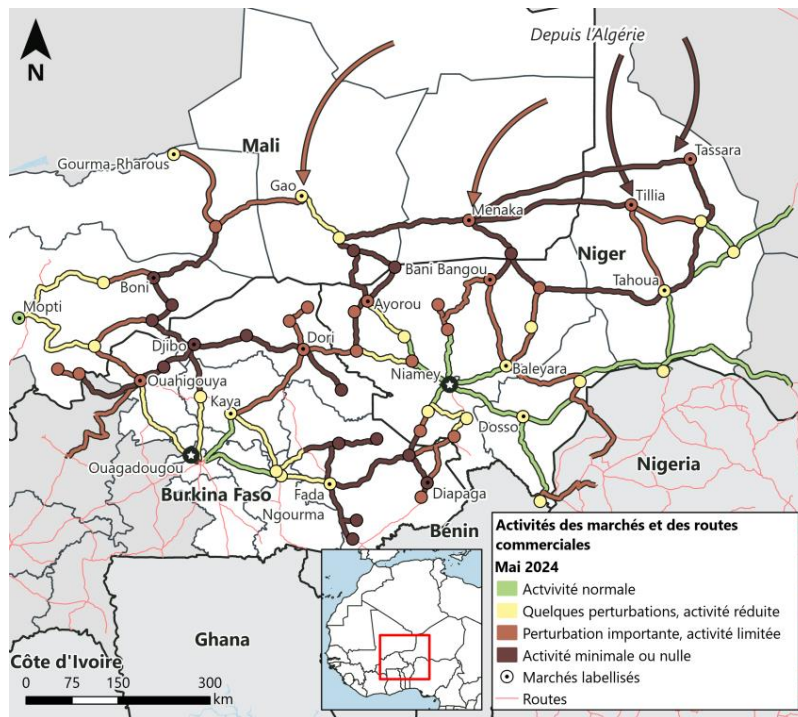 Depuis l'Algérie
N
Mali
Tassara
Gourma-Rharous
Gao
Tillia
Ménaka
Niger
Bani Bangou
Boni
Tahoua
Mopti
Ayorou
Djibo
Dori
Niamey
Baleyara
Ouahigouya
Kaya
Dosso
Ouagadougou
Nigeria
Burkina Faso
Fada
Ngourma
Diapaga
Bénin
Ghana
Côte d'Ivoire
0 75 150 300
km
Activités des marchés et des routes
commerciales
Mai 2024
Actvivité normale
Quelques perturbations, activité réduite
Perturbation importante, activité limitée
Activité minimale ou nulle
Marchés labellisés
Routes